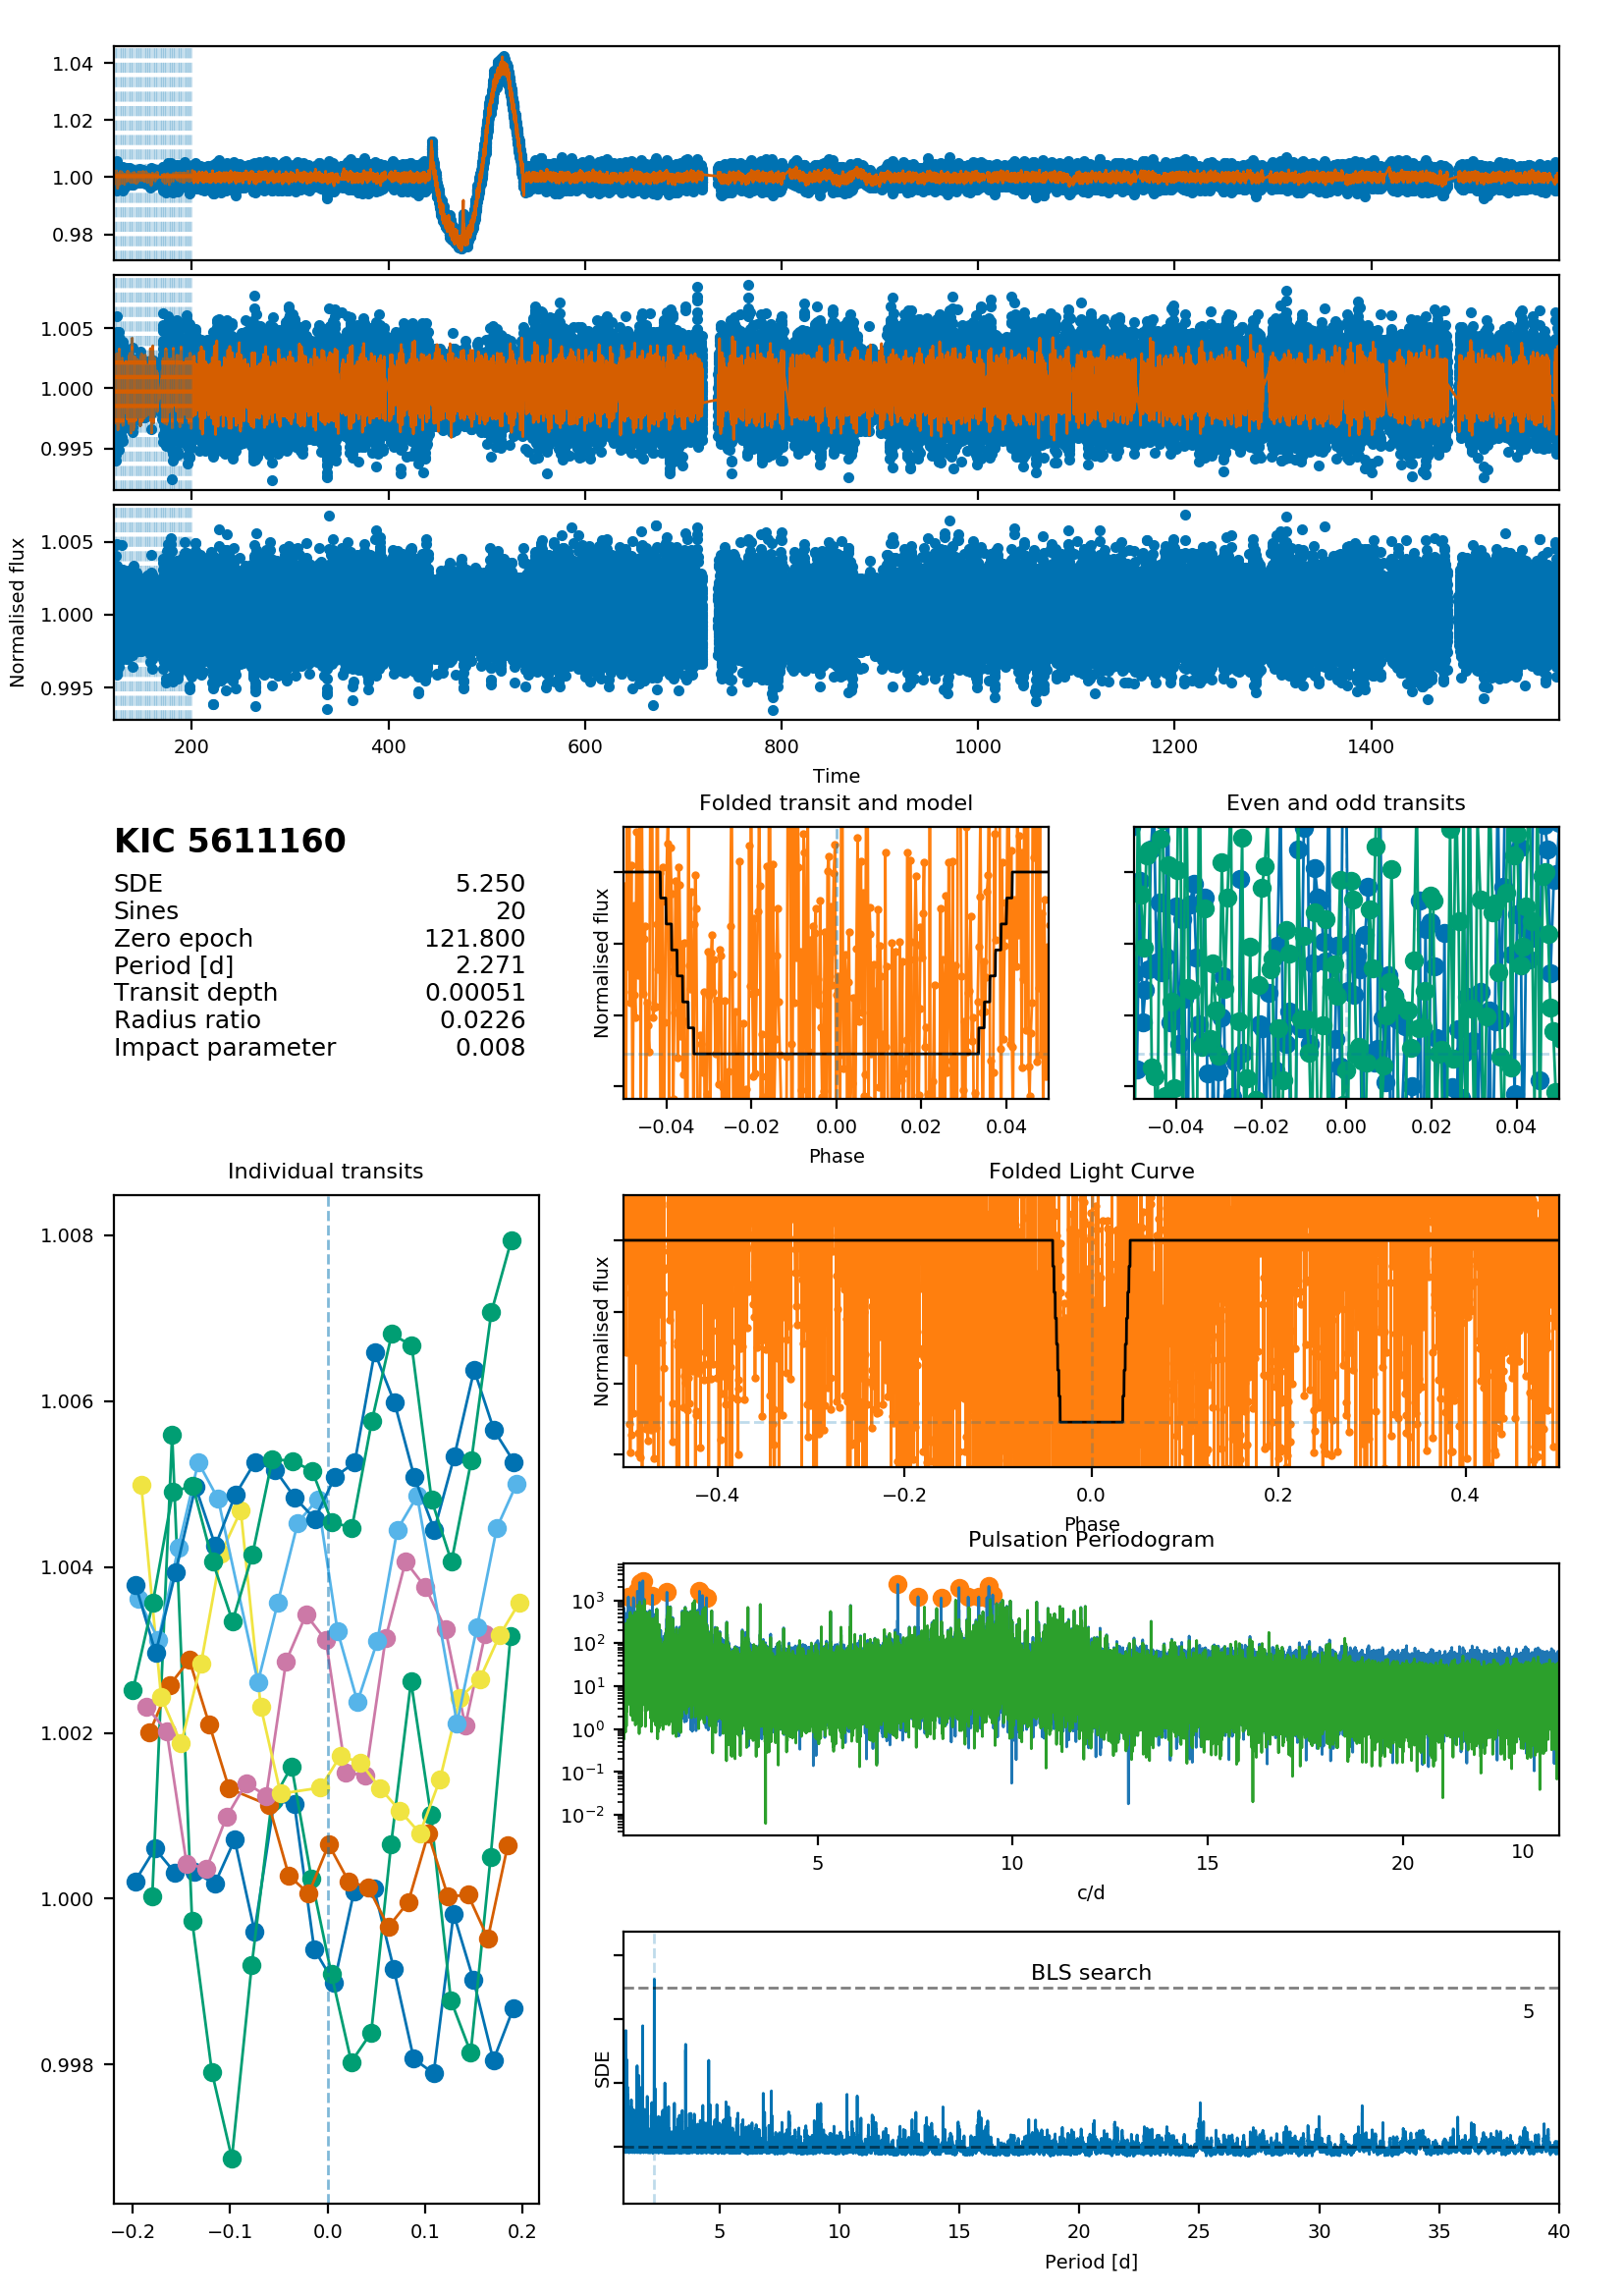 1.04
1.02
1.00
0.98
1.005
1.000
0.995
1.005
1.000
0.995
Normalised flux
200 400 600 800 1000 1200 1400
Time
KIC 5611160
SDE 5.250
Sines 20
Zero epoch 121.800
Period [d] 2.271
Transit depth 0.00051
Radius ratio 0.0226
Impact parameter 0.008
Folded transit and model
Normalised flux
−0.04 −0.02 0.00 0.02 0.04
Phase
Even and odd transits
−0.04 −0.02 0.00 0.02 0.04
Individual transits
1.008
1.006
1.004
1.002
1.000
0.998
−0.2 −0.1 0.0 0.1 0.2
Folded Light Curve
Normalised flux
−0.4 −0.2 0.0 0.2 0.4
Phase
Pulsation Periodogram
10³
10²
10¹
10⁰
10⁻¹
10⁻²
5 10 15 20
10
c/d
BLS search
5
SDE
5 10 15 20 25 30 35 40
Period [d]